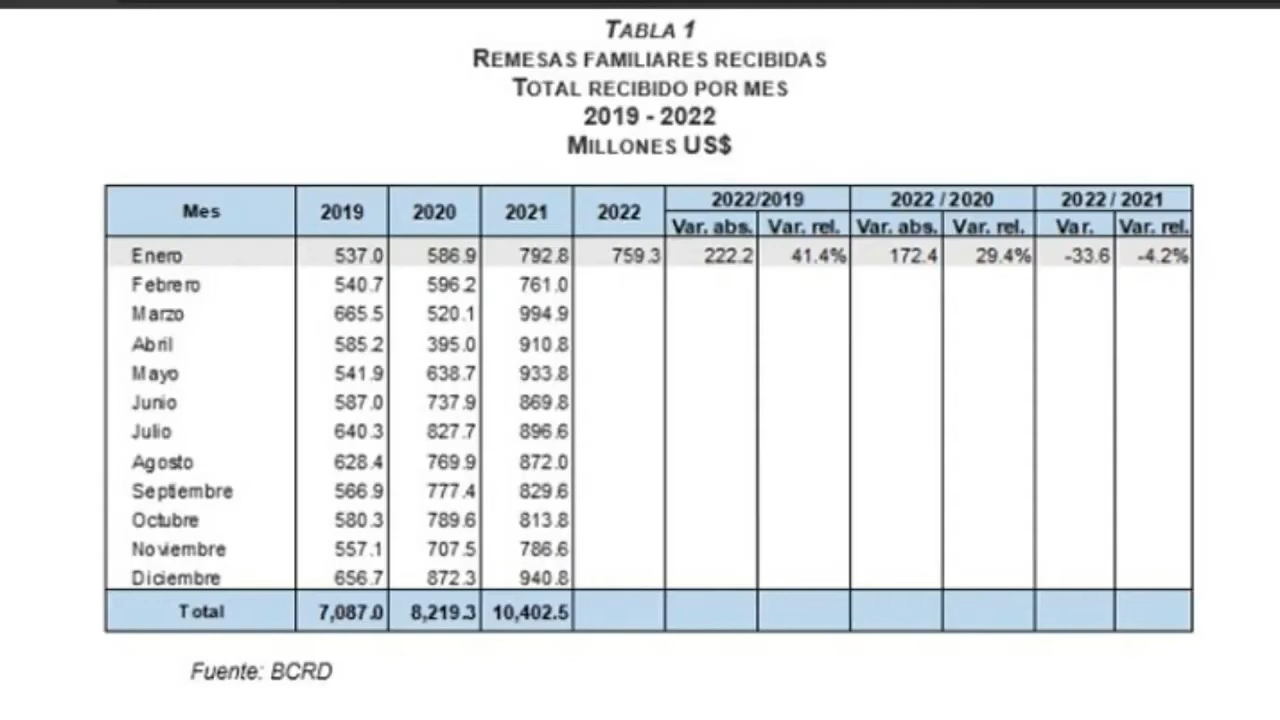 TABLA 1
REMESAS FAMILIARES RECIBIDAS
TOTAL RECIBIDO POR MES
2019 - 2022
MILLONES US$
Mes 2019 2020 2021 2022 2022/2019 2022 / 2020 2022 / 2021
Var. abs. Var. rel. Var. abs. Var. rel. Var. Var. rel.
Enero 537.0 586.9 792.8 759.3 222.2 41.4% 172.4 29.4% -33.6 -4.2%
Febrero 540.7 596.2 761.0
Marzo 665.5 520.1 994.9
Abril 585.2 395.0 910.8
Mayo 541.9 638.7 933.8
Junio 587.0 737.9 869.8
Julio 640.3 827.7 896.6
Agosto 628.4 769.9 872.0
Septiembre 566.9 777.4 829.6
Octubre 580.3 789.6 813.8
Noviembre 557.1 707.5 786.6
Diciembre 656.7 872.3 940.8
Total 7,087.0 8,219.3 10,402.5
Fuente: BCRD